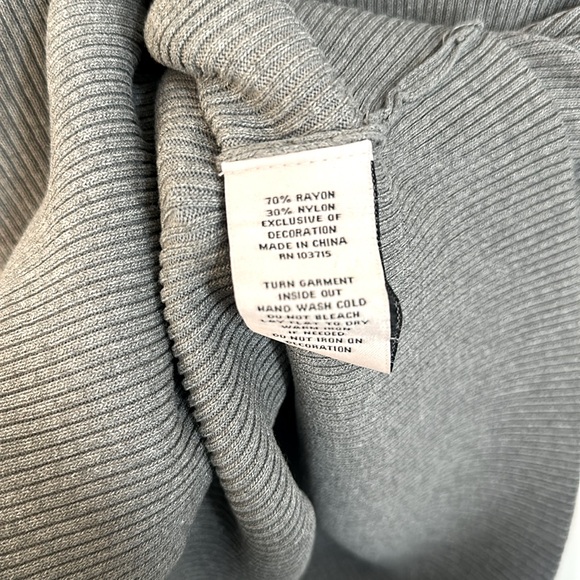 70% RAYON
30% NYLON
EXCLUSIVE OF
DECORATION
MADE IN CHINA
RN 103715
TURN GARMENT
INSIDE OUT
HAND WASH COLD
DO NOT BLEACH
LAY FLAT TO DRY
WARM IRON
IF NEEDED
DO NOT IRON ON
DECORATION